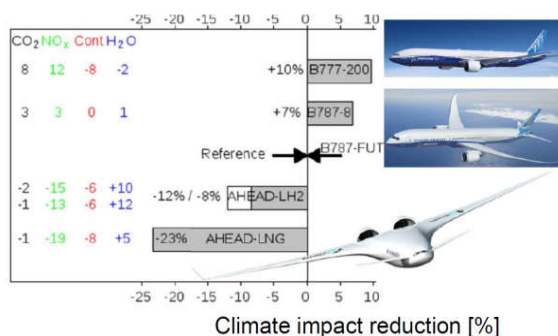 -25 -20 -15 -10 -5 0 5 10
CO2 NOx Cont H2O
8 12 -8 -2 +10% B777-200
3 3 0 1 +7% B787-8
Reference B787-FUT
-2 -15 -6 +10 -12% / -8% AHEAD-LH2
-1 -13 -6 +12
-1 -19 -8 +5 -23% AHEAD-LNG
-25 -20 -15 -10 -5 0 5 10
Climate impact reduction [%]